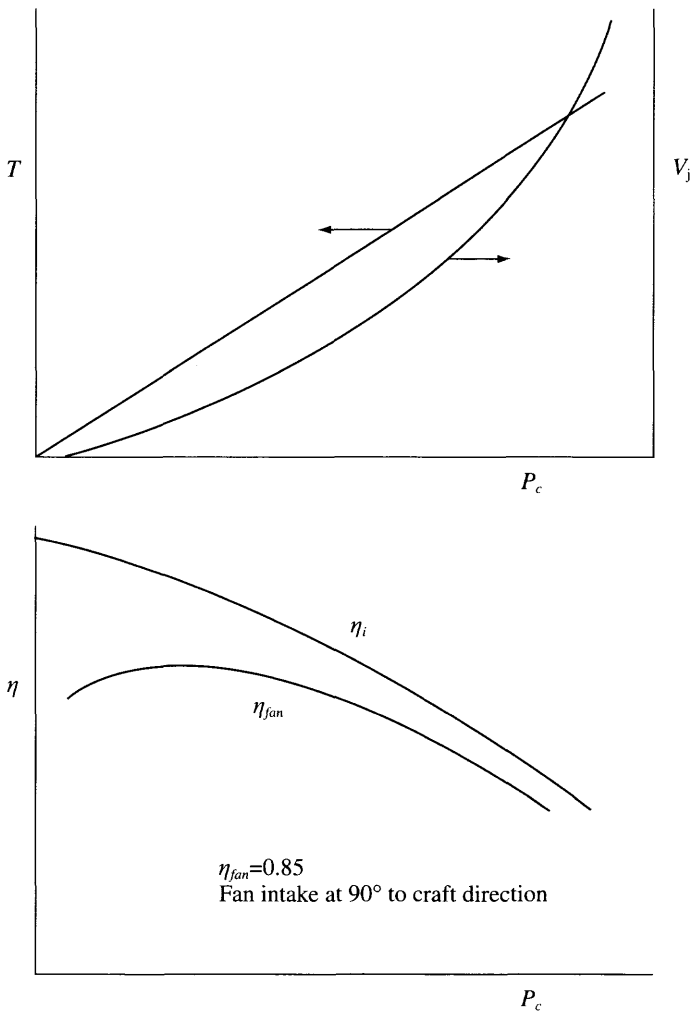 T
V_j
P_c
η_i
η
η_fan
η_fan=0.85
Fan intake at 90° to craft direction
P_c